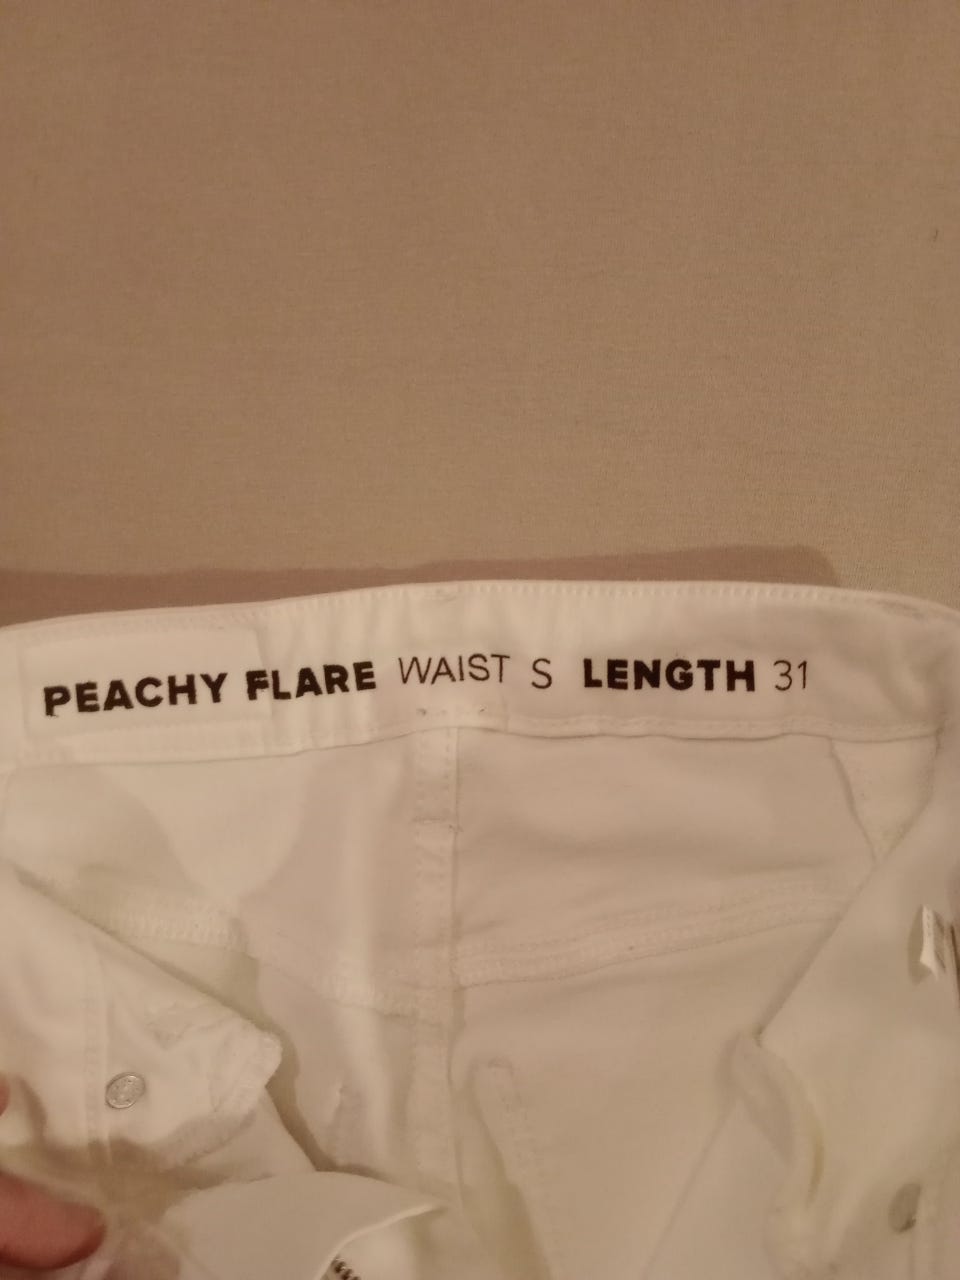 PEACHY FLARE WAIST S LENGTH 31